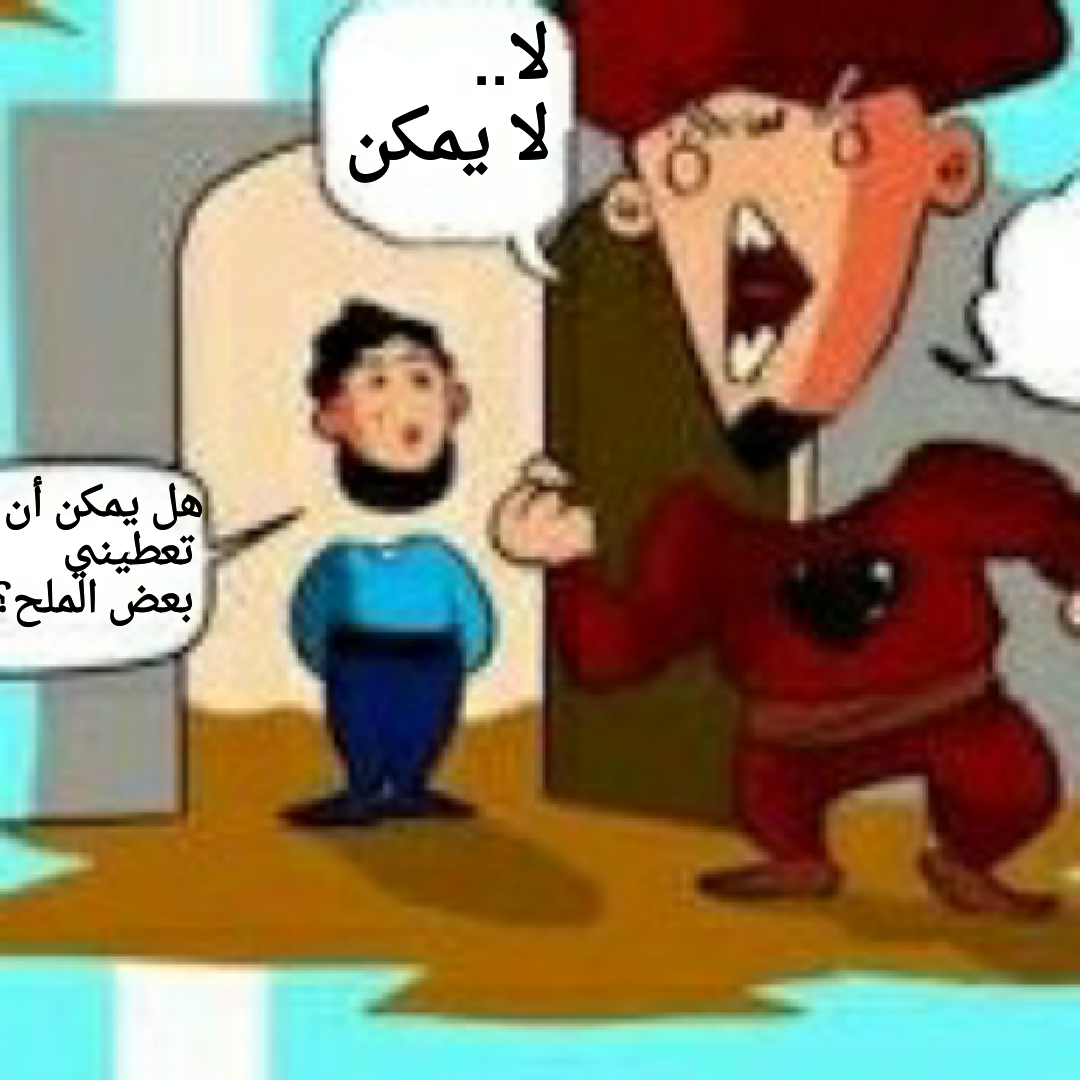 لا..
لا يمكن
هل يمكن أن
تعطيني
بعض الملح؟